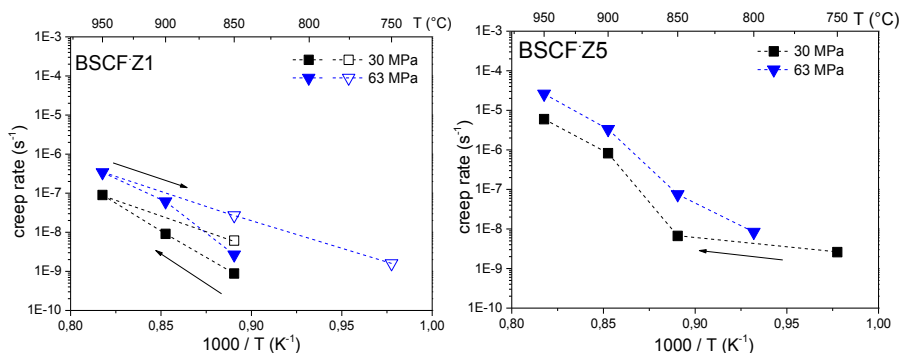 950 900 850 800 750 T (°C)
1E-3
1E-4
1E-5
1E-6
1E-7
1E-8
1E-9
1E-10
creep rate (s⁻¹)
BSCF·Z1
30 MPa
63 MPa
0,80 0,85 0,90 0,95 1,00
1000 / T (K⁻¹)
950 900 850 800 750 T (°C)
1E-3
1E-4
1E-5
1E-6
1E-7
1E-8
1E-9
1E-10
creep rate (s⁻¹)
BSCF·Z5
30 MPa
63 MPa
0,80 0,85 0,90 0,95 1,00
1000 / T (K⁻¹)